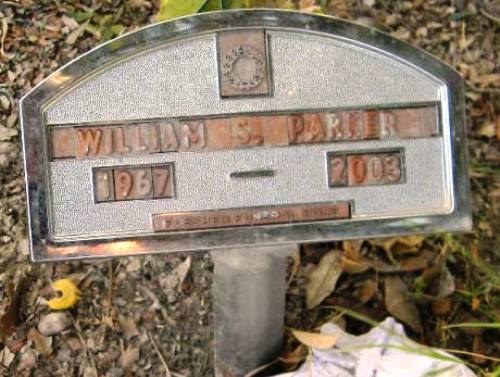 WILLIAM S. PARKER
1967 — 2003